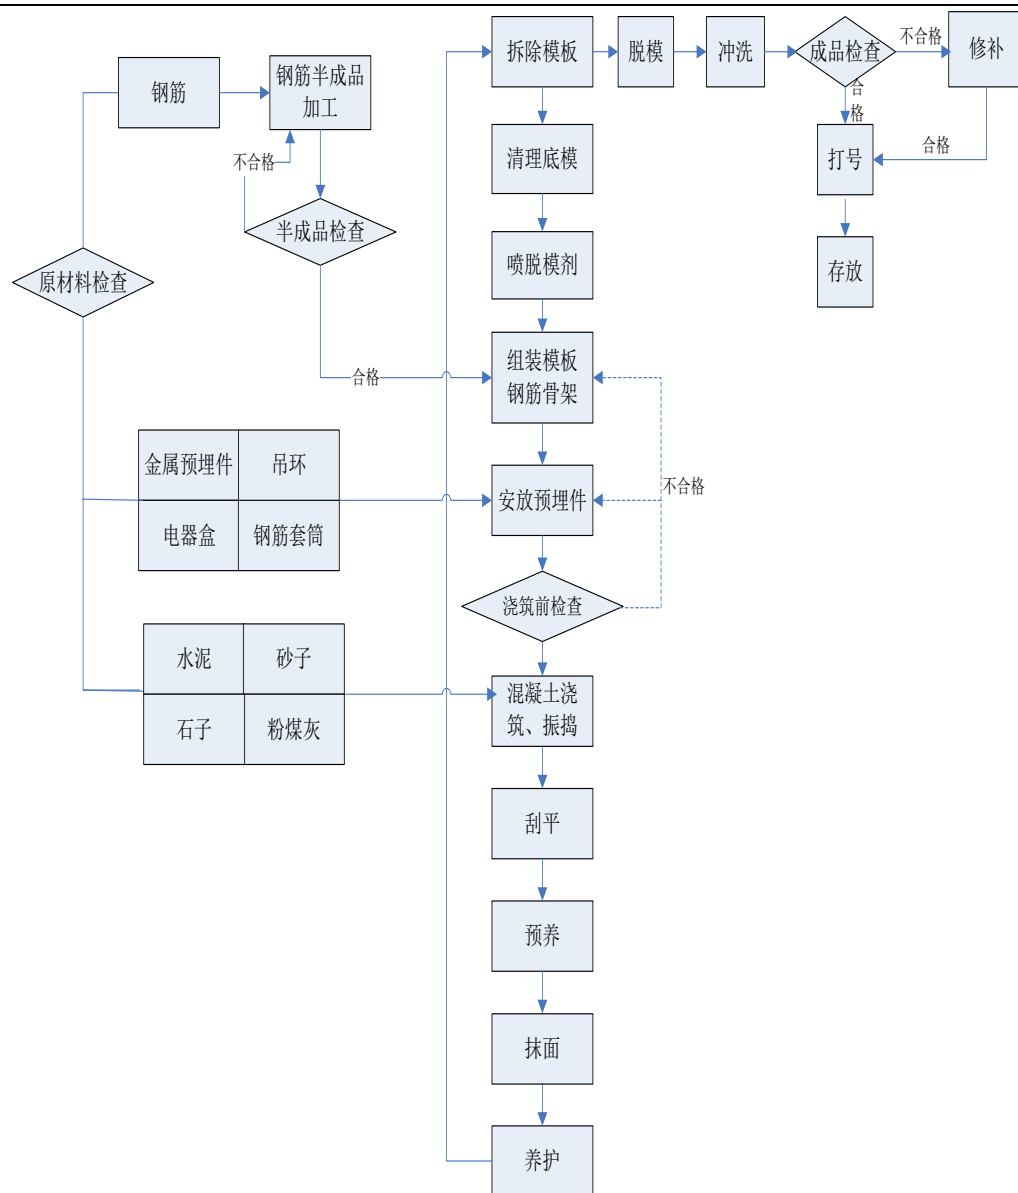 拆除模板
脱模
冲洗
成品检查
不合格
修补
钢筋
钢筋半成品
加工
合
格
合格
打号
清理底模
不合格
半成品检查
喷脱模剂
存放
原材料检查
组装模板
钢筋骨架
合格
金属预埋件
吊环
安放预埋件
不合格
电器盒
钢筋套筒
浇筑前检查
水泥
砂子
混凝土浇
筑、振捣
石子
粉煤灰
刮平
预养
抹面
养护